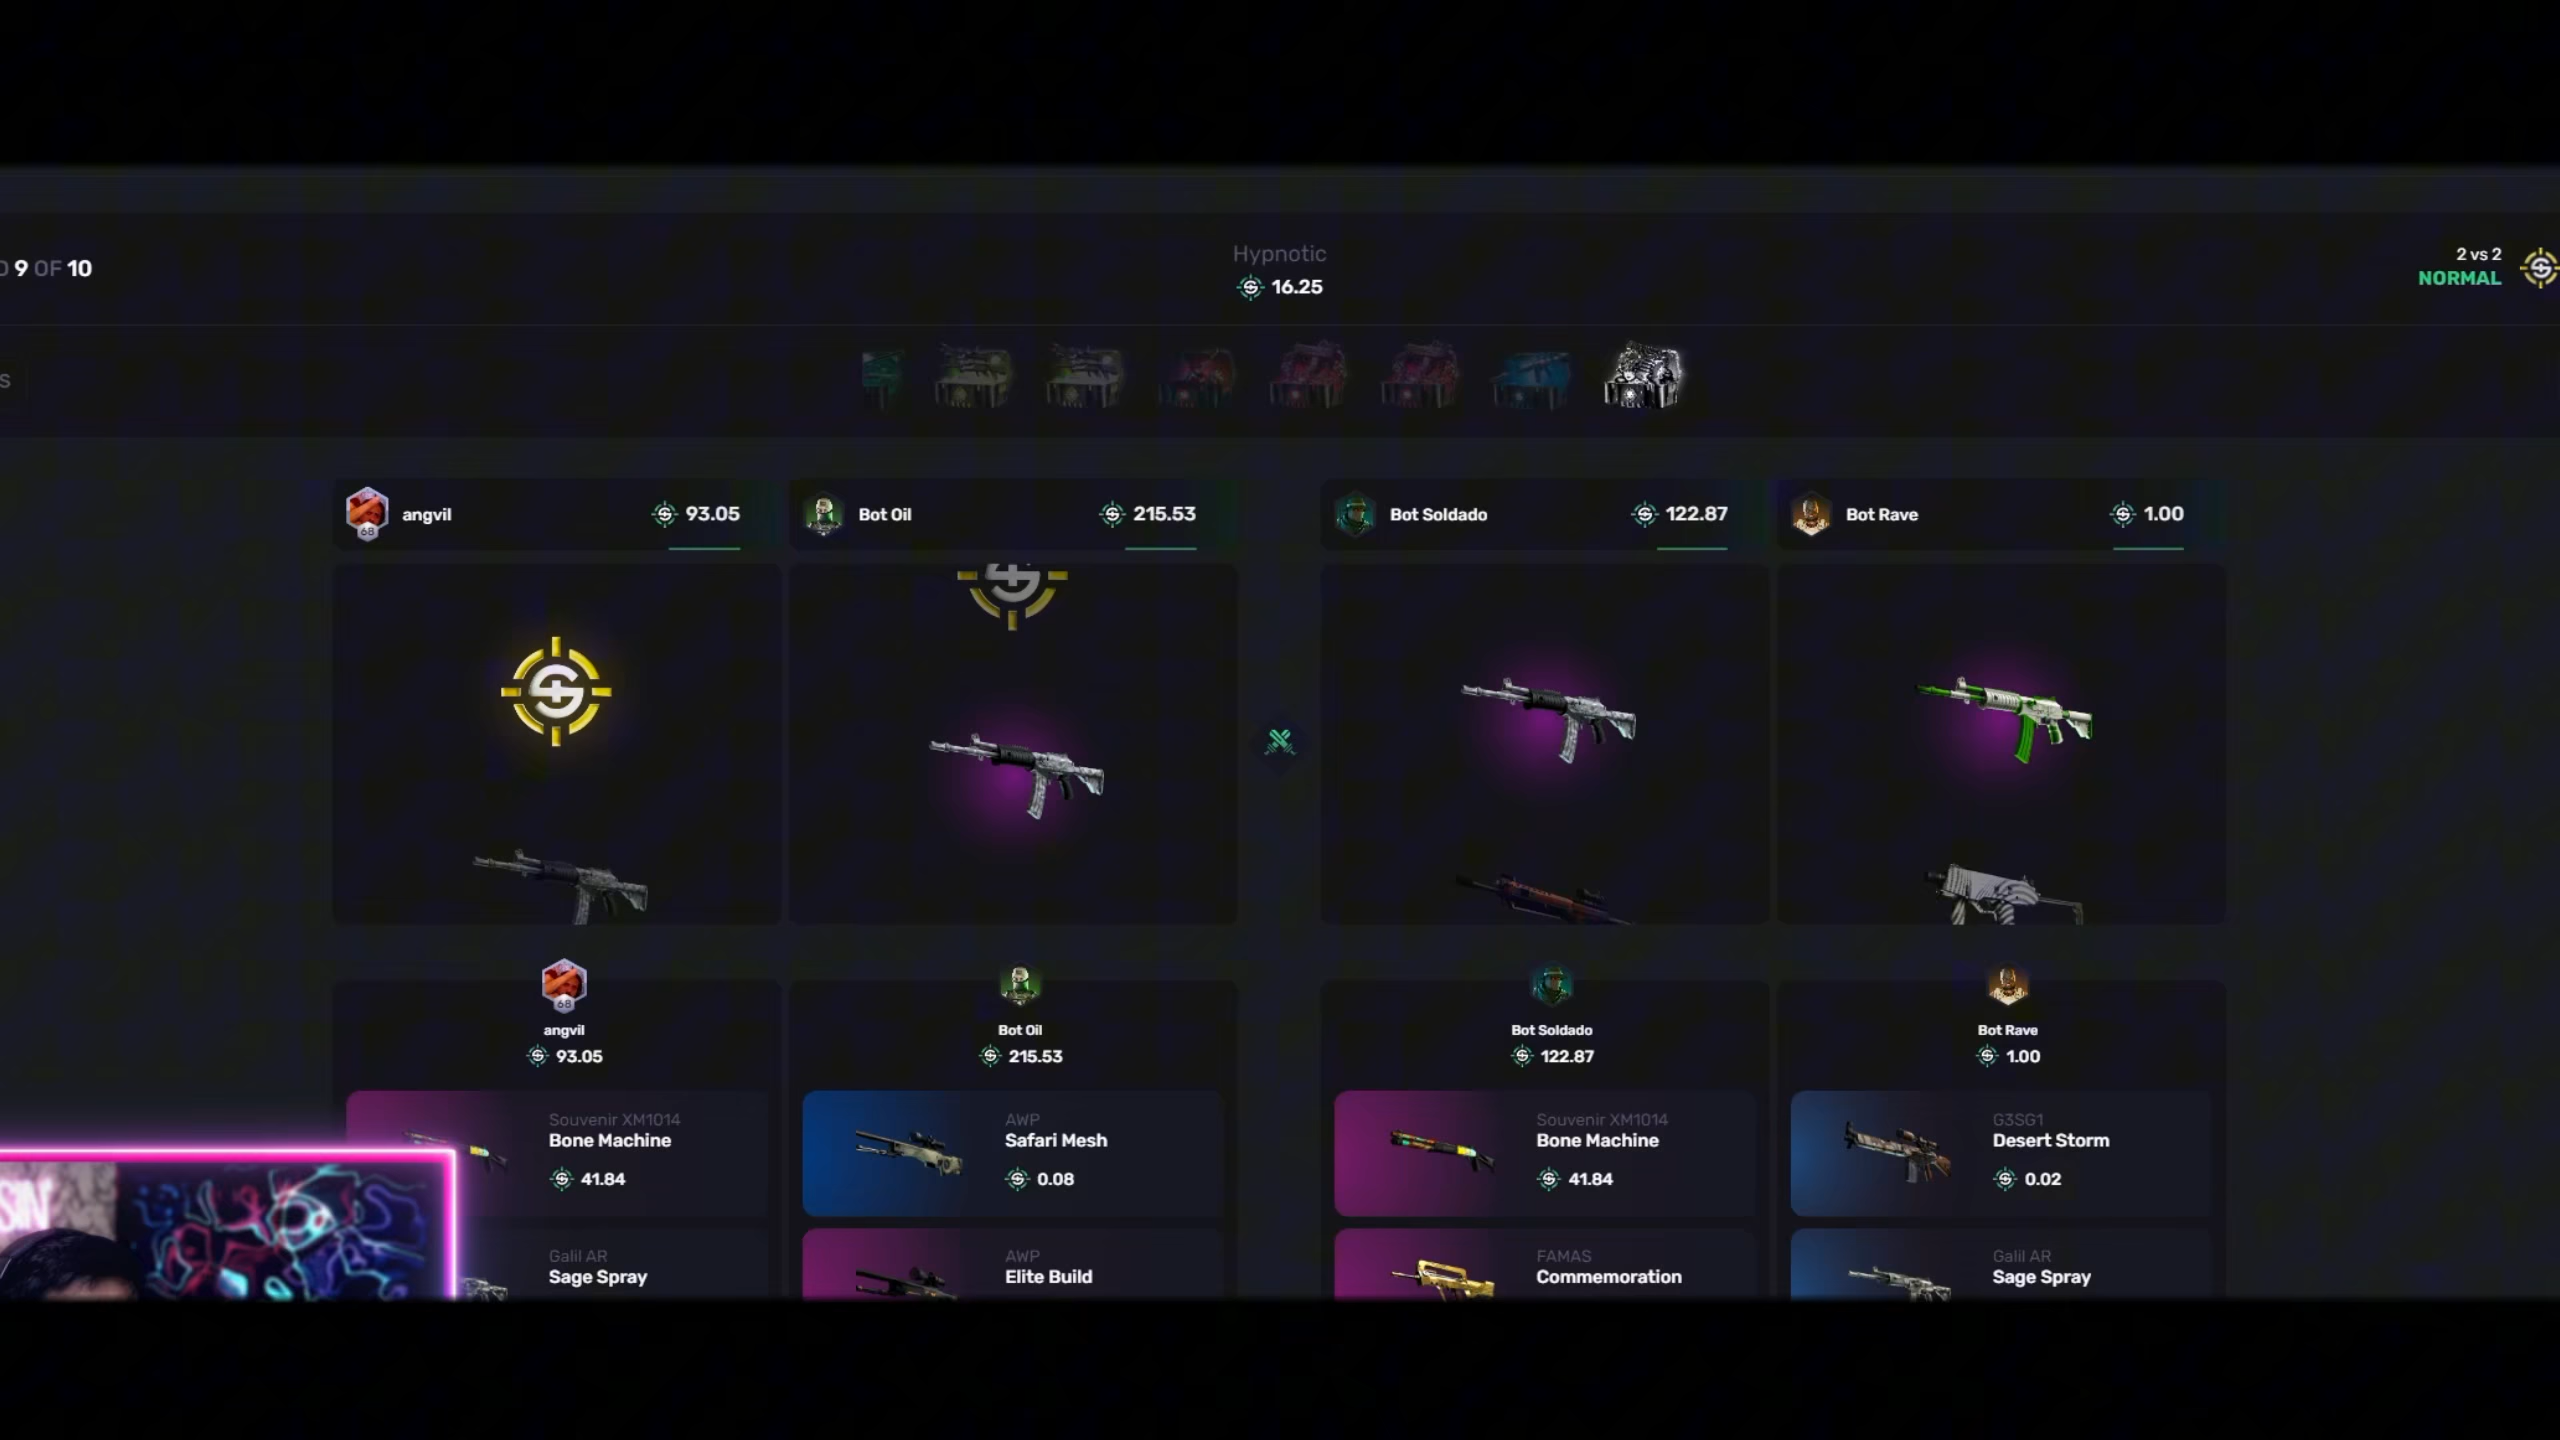 9 OF 10
Hypnotic
16.25
2 vs 2
NORMAL
S
angvil
93.05
Bot Oil
215.53
Bot Soldado
122.87
Bot Rave
1.00
68
angvil
93.05
Bot Oil
215.53
Bot Soldado
122.87
Bot Rave
1.00
68
Souvenir XM1014
Bone Machine
41.84
AWP
Safari Mesh
0.08
Souvenir XM1014
Bone Machine
41.84
G3SG1
Desert Storm
0.02
Galil AR
Sage Spray
AWP
Elite Build
FAMAS
Commemoration
Galil AR
Sage Spray